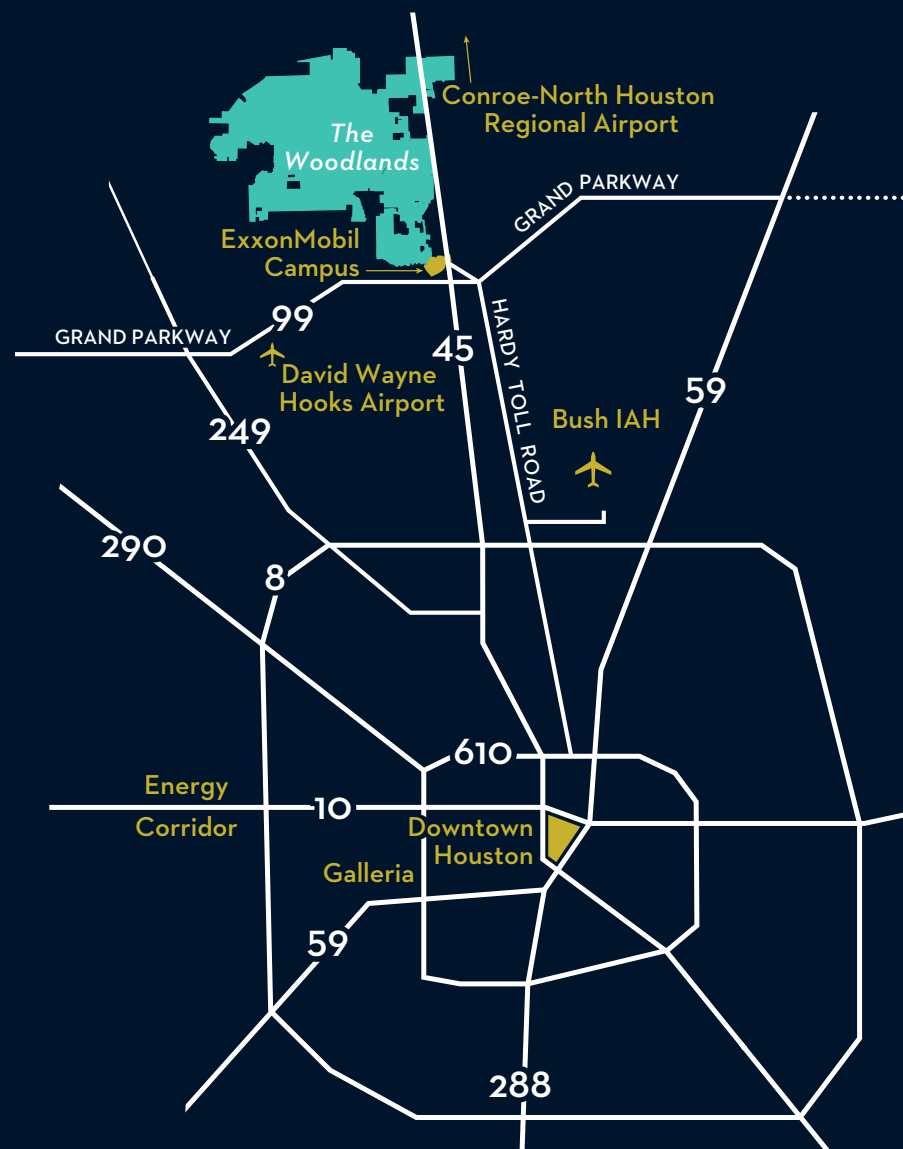 Conroe-North Houston
Regional Airport
The
Woodlands
GRAND PARKWAY
ExxonMobil
Campus
99
GRAND PARKWAY
45
HARDY TOLL ROAD
David Wayne
Hooks Airport
59
Bush IAH
249
290
8
610
Energy
Corridor
10
Downtown
Houston
Galleria
59
288